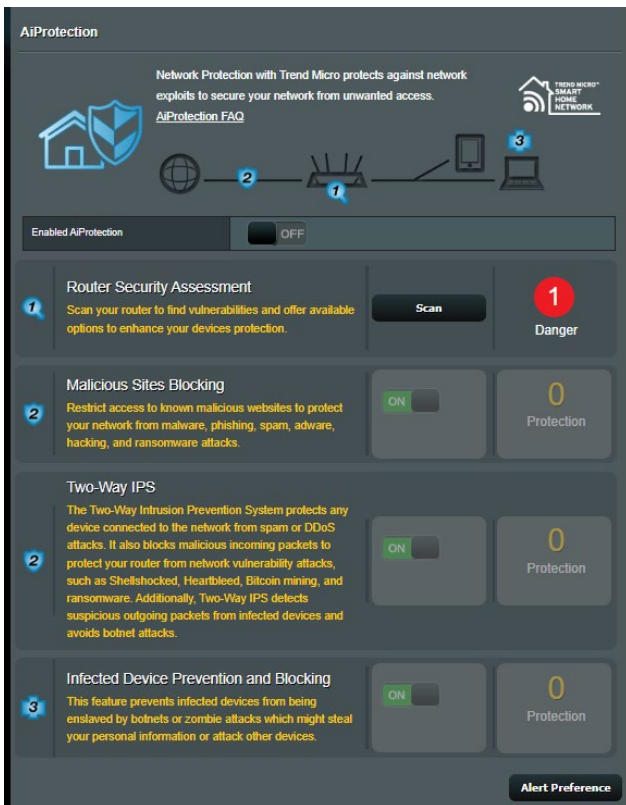 AiProtection
Network Protection with Trend Micro protects against network
exploits to secure your network from unwanted access.
AiProtection FAQ
TREND MICRO™
SMART
HOME
NETWORK
3
2
1
Enabled AiProtection
OFF
1
Router Security Assessment
Scan your router to find vulnerabilities and offer available
options to enhance your devices protection.
Scan
1
Danger
2
Malicious Sites Blocking
Restrict access to known malicious websites to protect
your network from malware, phishing, spam, adware,
hacking, and ransomware attacks.
ON
0
Protection
2
Two-Way IPS
The Two-Way Intrusion Prevention System protects any
device connected to the network from spam or DDoS
attacks. It also blocks malicious incoming packets to
protect your router from network vulnerability attacks,
such as Shellshocked, Heartbleed, Bitcoin mining, and
ransomware. Additionally, Two-Way IPS detects
suspicious outgoing packets from infected devices and
avoids botnet attacks.
ON
0
Protection
3
Infected Device Prevention and Blocking
This feature prevents infected devices from being
enslaved by botnets or zombie attacks which might steal
your personal information or attack other devices.
ON
0
Protection
Alert Preference